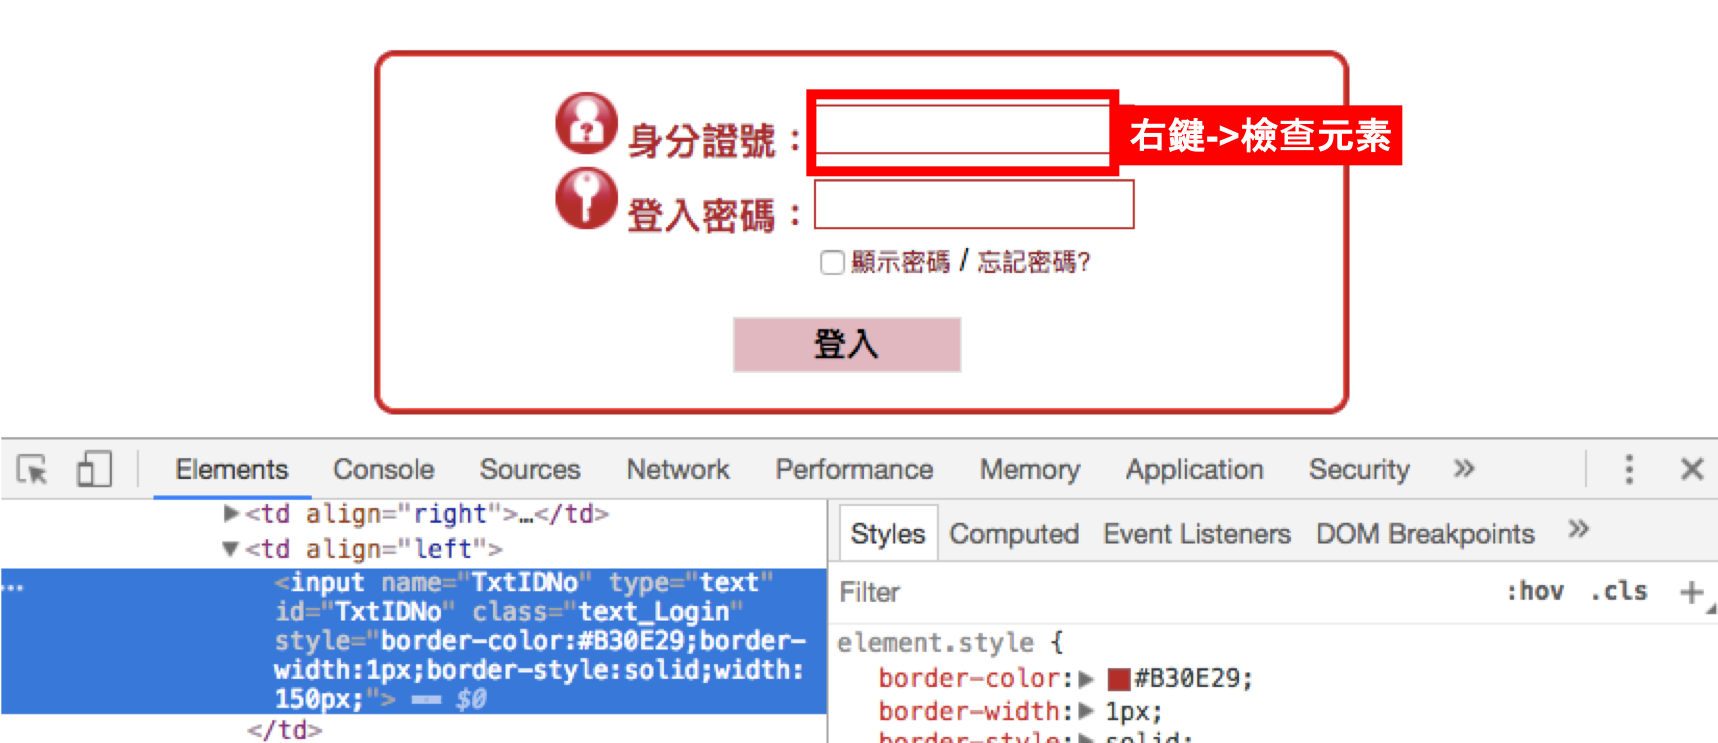 身分證號：
右鍵->檢查元素
登入密碼：
顯示密碼 / 忘記密碼?
登入
Elements Console Sources Network Performance Memory Application Security »
▶<td align="right">…</td>
▼<td align="left">
... <input name="TxtIDNo" type="text"
id="TxtIDNo" class="text_Login"
style="border-color:#B30E29;border-
width:1px;border-style:solid;width:
150px;"> == $0
</td>
Styles Computed Event Listeners DOM Breakpoints »
Filter :hov .cls +
element.style {
border-color:▶ #B30E29;
border-width:▶ 1px;
border-style:▶ solid;